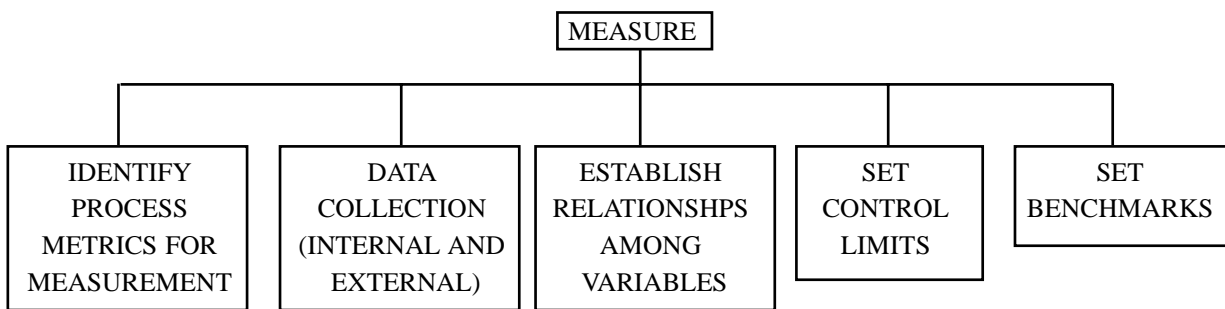 MEASURE
IDENTIFY
PROCESS
METRICS FOR
MEASUREMENT
DATA
COLLECTION
(INTERNAL AND
EXTERNAL)
ESTABLISH
RELATIONSHPS
AMONG
VARIABLES
SET
CONTROL
LIMITS
SET
BENCHMARKS